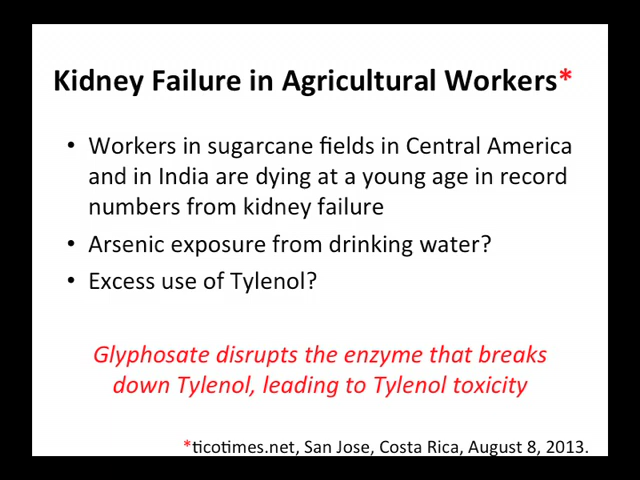 Kidney Failure in Agricultural Workers*
• Workers in sugarcane fields in Central America
and in India are dying at a young age in record
numbers from kidney failure
• Arsenic exposure from drinking water?
• Excess use of Tylenol?
Glyphosate disrupts the enzyme that breaks
down Tylenol, leading to Tylenol toxicity
*ticotimes.net, San Jose, Costa Rica, August 8, 2013.